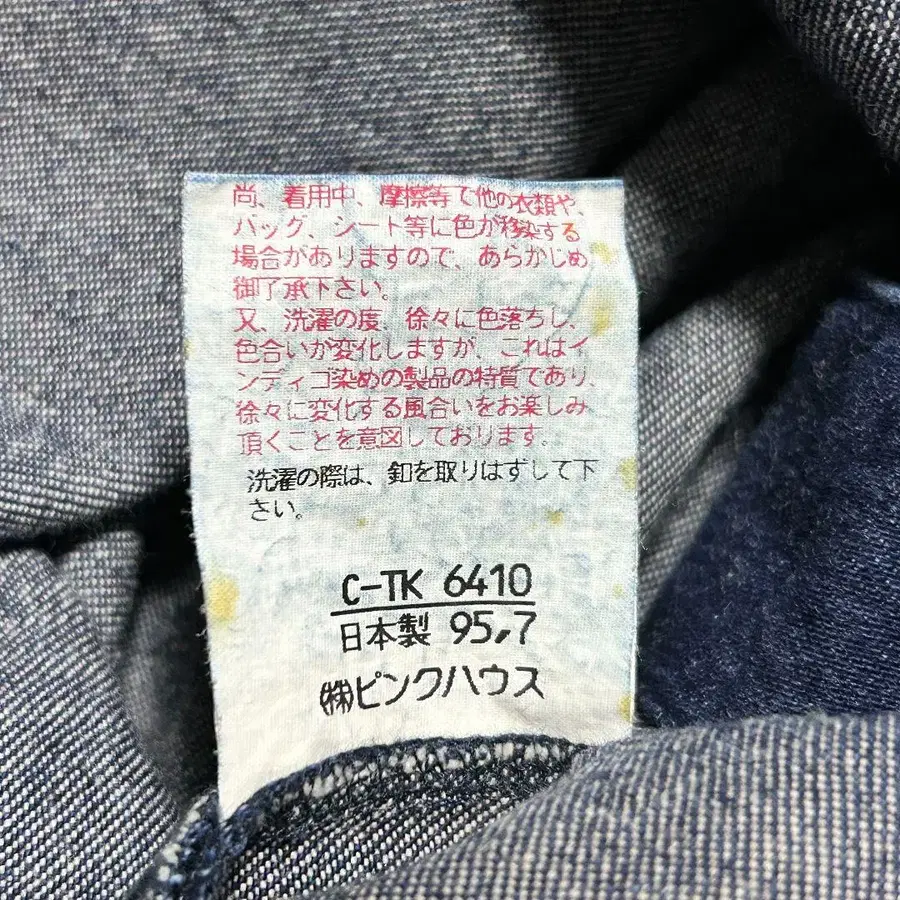 尚、着用中、摩擦等で他の衣類や、
バッグ、シート等に色が移染する
場合がありますので、あらかじめ
御了承下さい。
又、洗濯の度、徐々に色落ちし、
色合いが変化しますが、これはイ
ンディゴ染めの製品の特質であり、
徐々に変化する風合いをお楽しみ
頂くことを意図しております。
洗濯の際は、釦を取りはずして下
さい。
C-TK 6410
日本製 95,7
㈱ピンクハウス